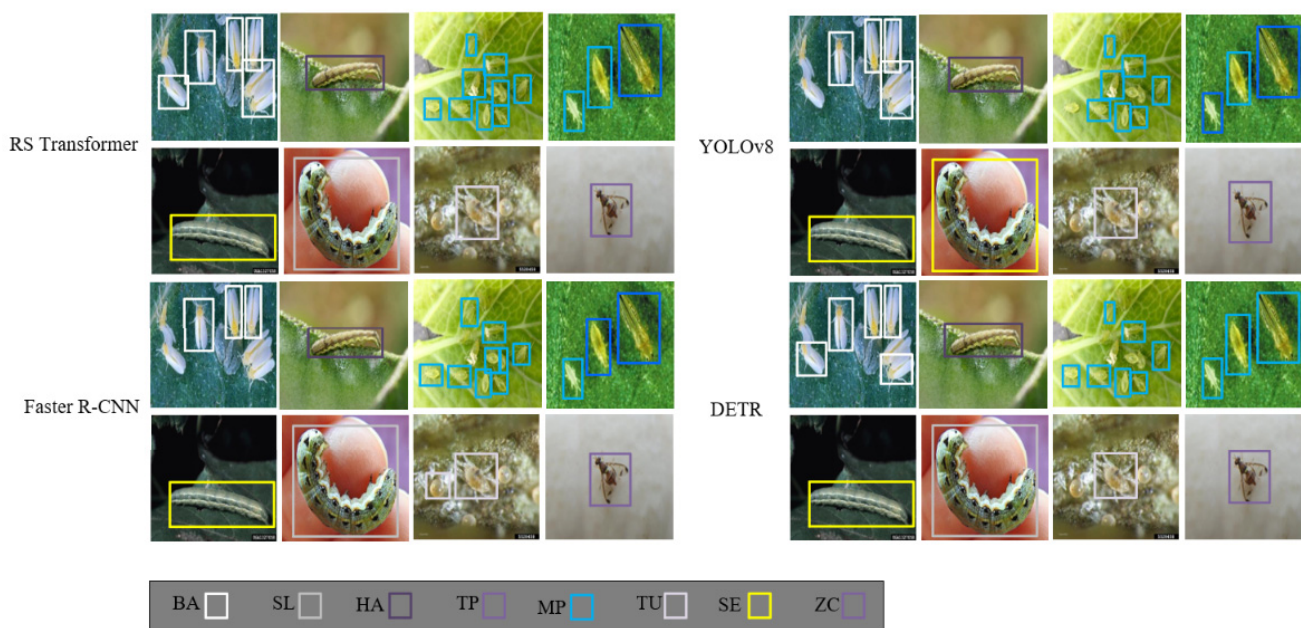 RS Transformer
YOLOv8
Faster R-CNN
DETR
BA SL HA TP MP TU SE ZC